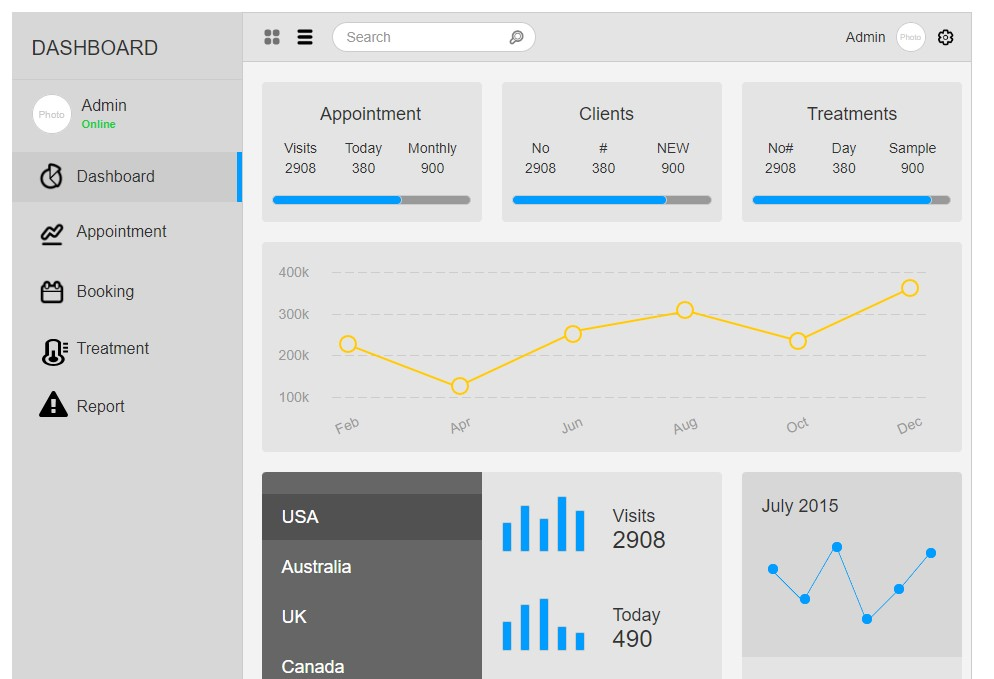 DASHBOARD
Search
Admin
Photo
Photo
Admin
Online
Dashboard
Appointment
Booking
Treatment
Report
Appointment
Visits Today Monthly
2908 380 900
Clients
No # NEW
2908 380 900
Treatments
No# Day Sample
2908 380 900
400k
300k
200k
100k
Feb Apr Jun Aug Oct Dec
USA
Australia
UK
Canada
Visits
2908
Today
490
July 2015